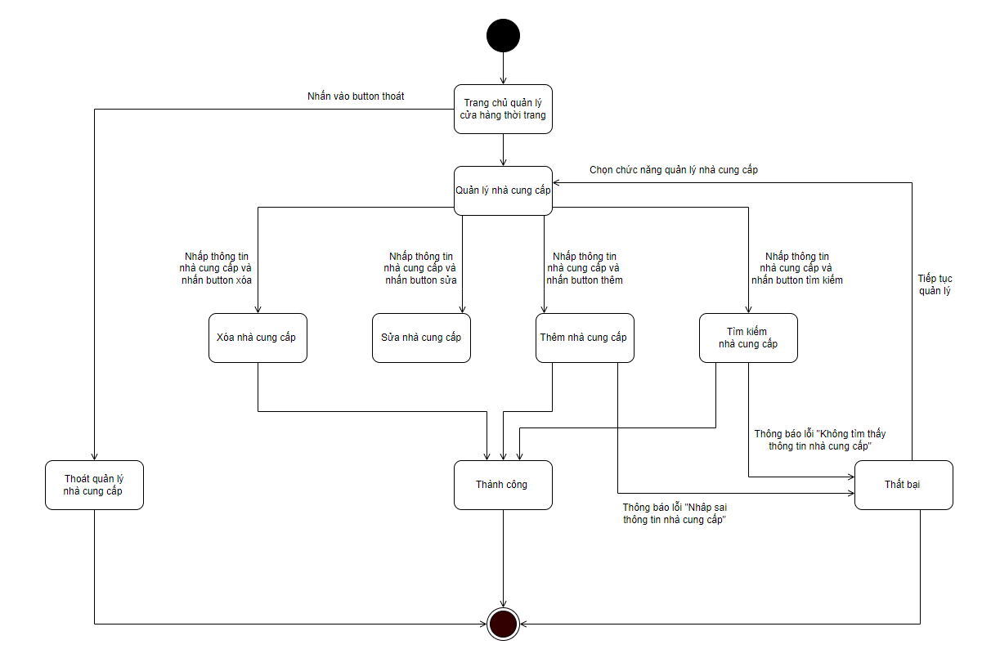 Nhấn vào button thoát
Trang chủ quản lý
cửa hàng thời trang
Chọn chức năng quản lý nhà cung cấp
Quản lý nhà cung cấp
Nhấp thông tin
nhà cung cấp và
nhấn button xóa
Nhấp thông tin
nhà cung cấp và
nhấn button sửa
Nhấp thông tin
nhà cung cấp và
nhấn button thêm
Nhấp thông tin
nhà cung cấp và
nhấn button tìm kiếm
Tiếp tục
quản lý
Xóa nhà cung cấp
Sửa nhà cung cấp
Thêm nhà cung cấp
Tìm kiếm
nhà cung cấp
Thông báo lỗi "Không tìm thấy
thông tin nhà cung cấp"
Thoát quản lý
nhà cung cấp
Thành công
Thất bại
Thông báo lỗi "Nhâp sai
thông tin nhà cung cấp"